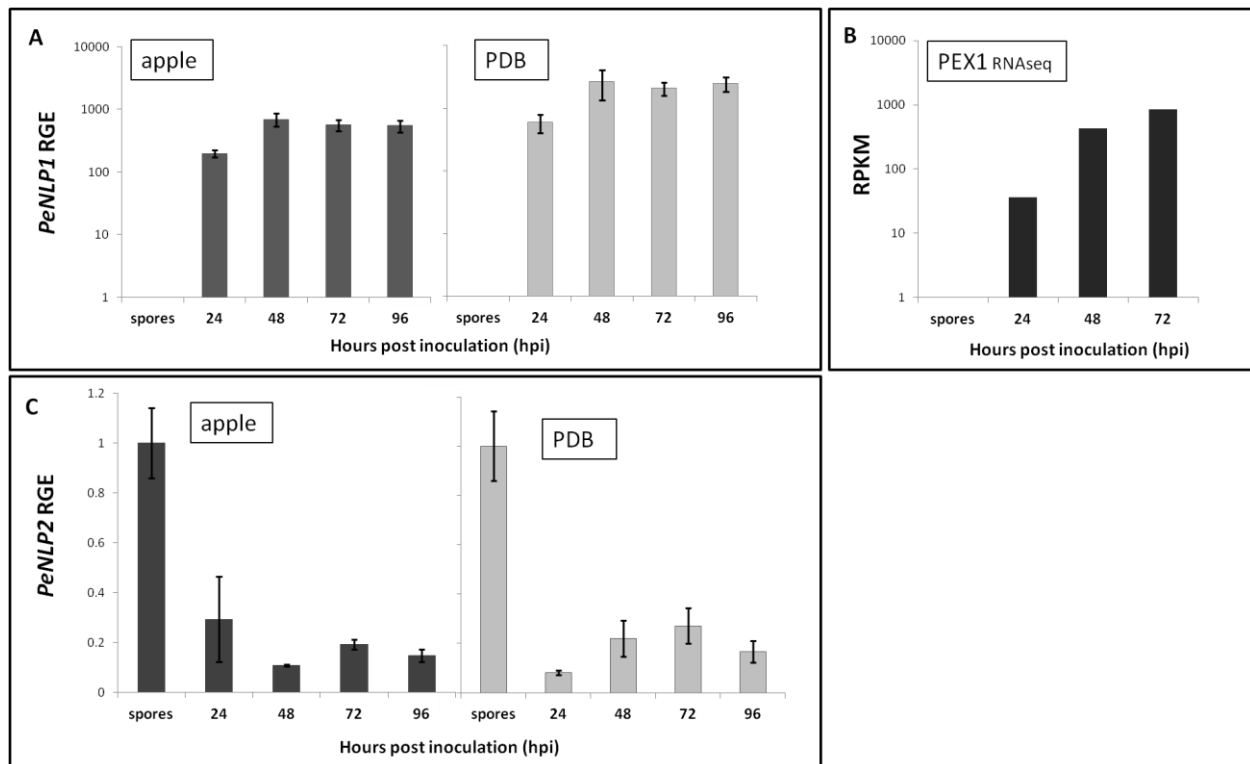 A
apple
PDB
PeNLP1 RGE
10000
1000
100
10
1
spores 24 48 72 96 spores 24 48 72 96
Hours post inoculation (hpi)
B
PEX1 RNAseq
RPKM
10000
1000
100
10
1
spores 24 48 72
Hours post inoculation (hpi)
C
apple
PDB
PeNLP2 RGE
1.2
1
0.8
0.6
0.4
0.2
0
spores 24 48 72 96 spores 24 48 72 96
Hours post inoculation (hpi)